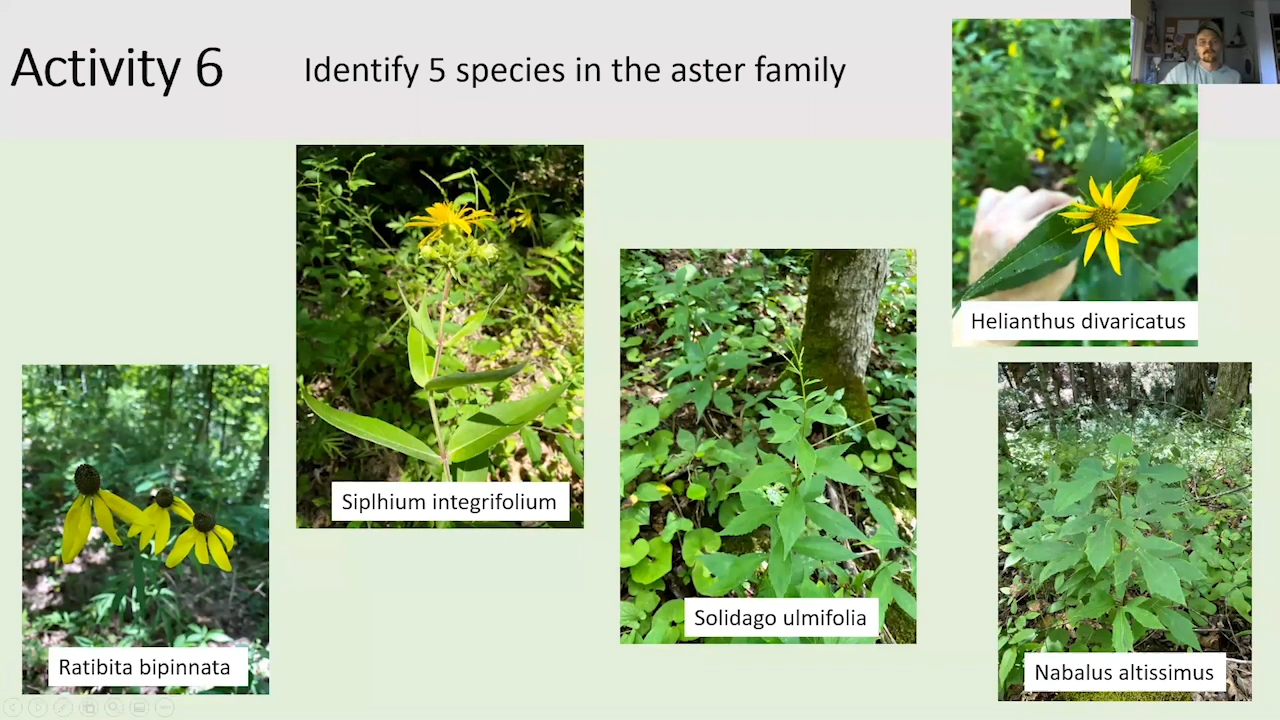 Activity 6
Identify 5 species in the aster family
Helianthus divaricatus
Siplhium integrifolium
Solidago ulmifolia
Ratibita bipinnata
Nabalus altissimus